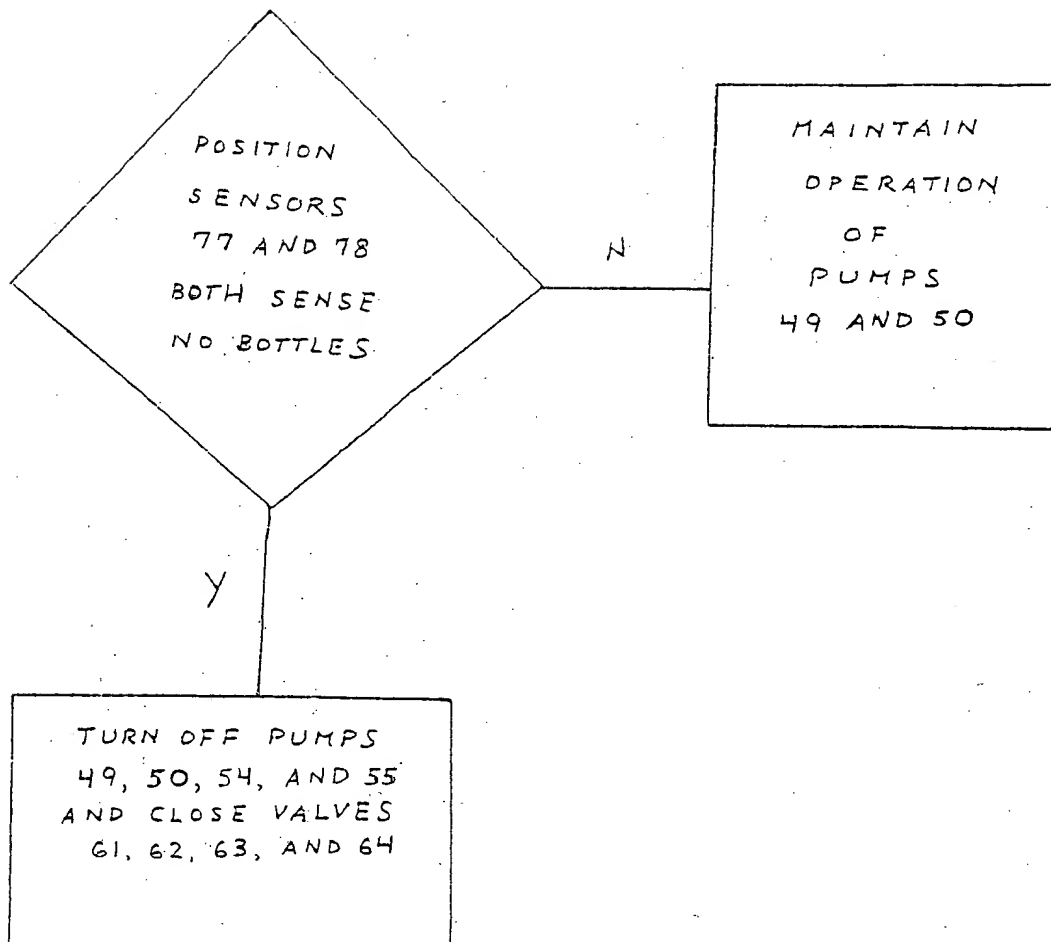 POSITION
SENSORS
77 AND 78
BOTH SENSE
NO BOTTLES
N
MAINTAIN
OPERATION
OF
PUMPS
49 AND 50
Y
TURN OFF PUMPS
49, 50, 54, AND 55
AND CLOSE VALVES
61, 62, 63, AND 64